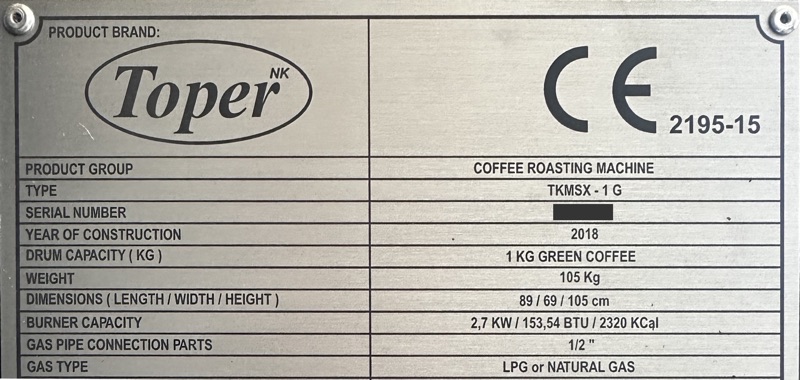 PRODUCT BRAND:
Toper NK
CE 2195-15
PRODUCT GROUP COFFEE ROASTING MACHINE
TYPE TKMSX - 1 G
SERIAL NUMBER
YEAR OF CONSTRUCTION 2018
DRUM CAPACITY ( KG ) 1 KG GREEN COFFEE
WEIGHT 105 Kg
DIMENSIONS ( LENGTH / WIDTH / HEIGHT ) 89 / 69 / 105 cm
BURNER CAPACITY 2,7 KW / 153,54 BTU / 2320 KCal
GAS PIPE CONNECTION PARTS 1/2 "
GAS TYPE LPG or NATURAL GAS